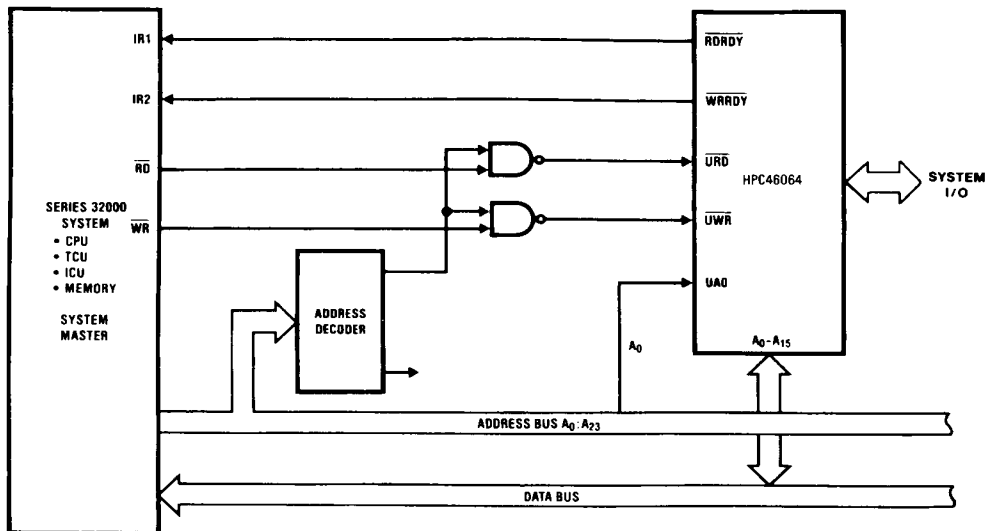 IR1
RDRDY
IR2
WRRDY
RD
URD
HPC46064
SYSTEM
I/O
SERIES 32000
SYSTEM
• CPU
• TCU
• ICU
• MEMORY
SYSTEM
MASTER
WR
UWR
ADDRESS
DECODER
UA0
A0
A0-A15
ADDRESS BUS A0:A23
DATA BUS